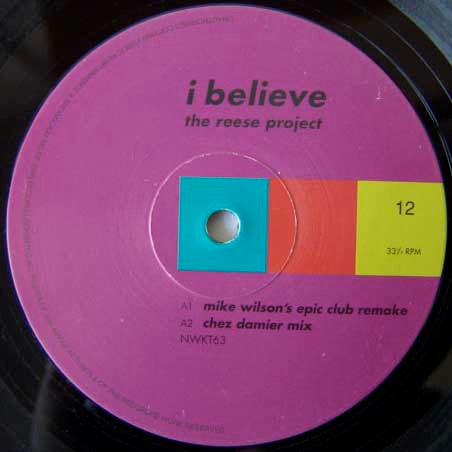 i believe
the reese project
12
33⅓ RPM
A1 mike wilson's epic club remake
A2 chez damier mix
NWKT63